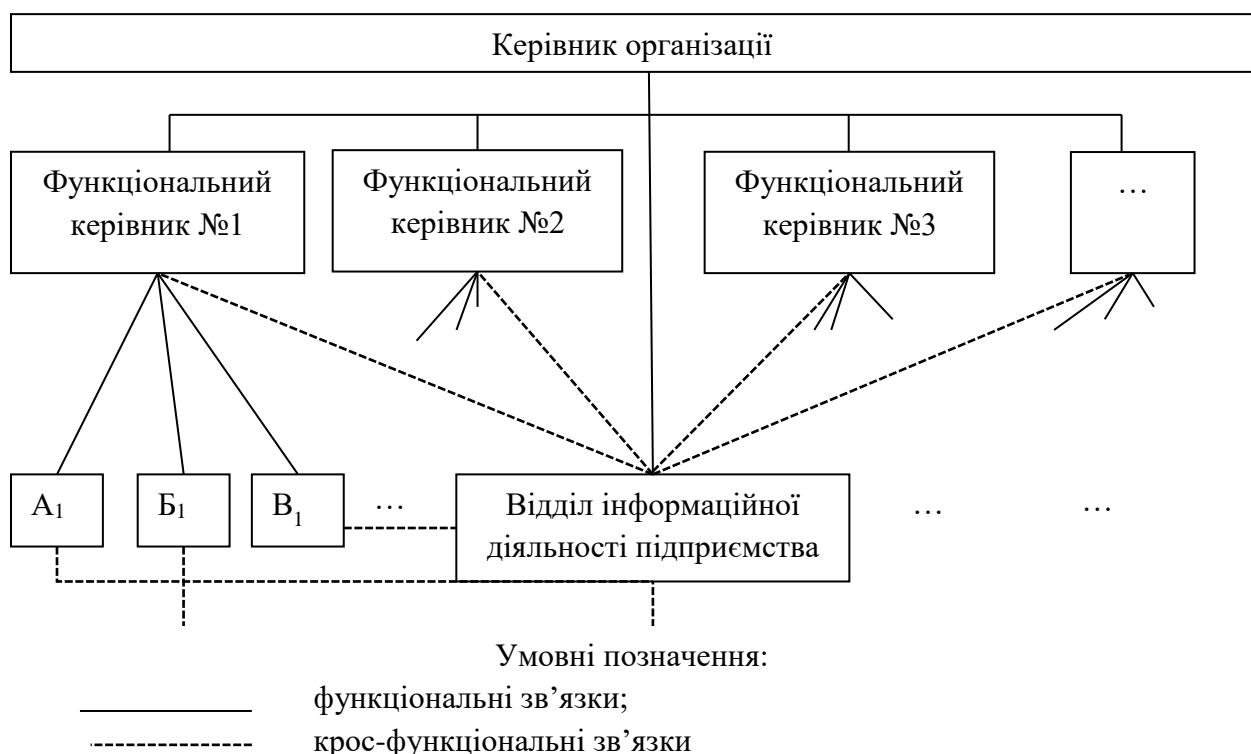 Керівник організації
Функціональний
керівник №1
Функціональний
керівник №2
Функціональний
керівник №3
…
А₁
Б₁
В₁
…
Відділ інформаційної
діяльності підприємства
…
…
Умовні позначення:
функціональні зв’язки;
крос-функціональні зв’язки